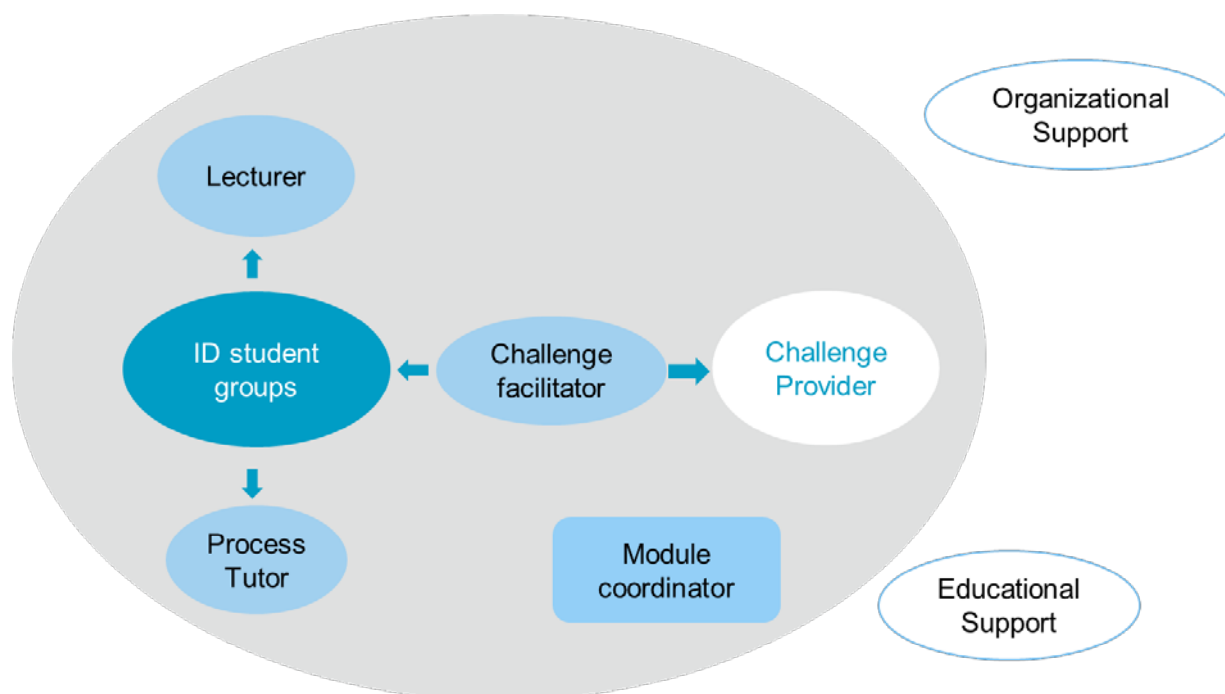 Organizational
Support
Lecturer
ID student
groups
Challenge
facilitator
Challenge
Provider
Process
Tutor
Module
coordinator
Educational
Support